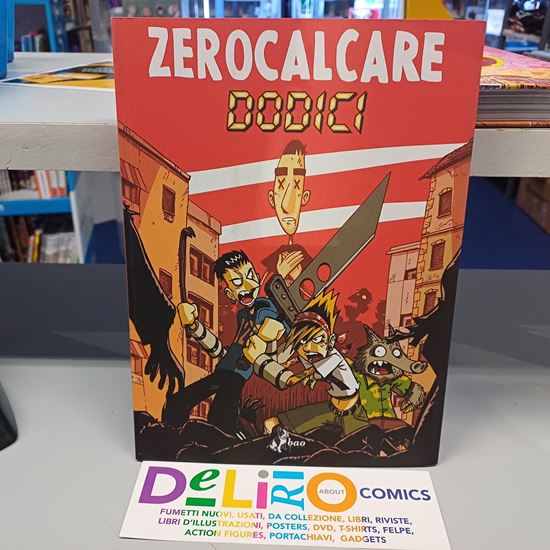 ZEROCALCARE
DODICI
bao
DeLiRiO ABOUT COMICS
FUMETTI NUOVI, USATI, DA COLLEZIONE, LIBRI, RIVISTE,
LIBRI D'ILLUSTRAZIONI, POSTERS, DVD, T-SHIRTS, FELPE,
ACTION FIGURES, PORTACHIAVI, GADGETS